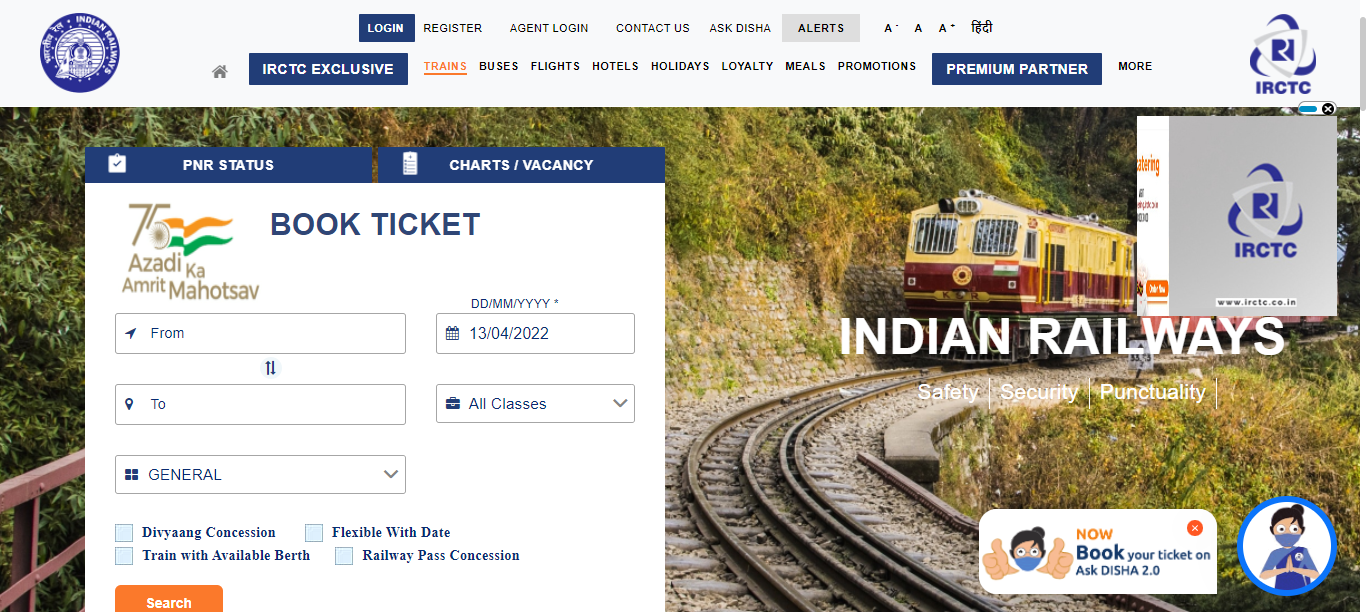 LOGIN REGISTER AGENT LOGIN CONTACT US ASK DISHA ALERTS A- A A+ हिंदी
INDIAN RAILWAYS
भारतीय रेल
IRCTC EXCLUSIVE TRAINS BUSES FLIGHTS HOTELS HOLIDAYS LOYALTY MEALS PROMOTIONS PREMIUM PARTNER MORE
IRCTC
PNR STATUS CHARTS / VACANCY
75
Azadi Ka
Amrit Mahotsav
BOOK TICKET
DD/MM/YYYY *
From 13/04/2022
To All Classes
GENERAL
Divyaang Concession Flexible With Date
Train with Available Berth Railway Pass Concession
Search
atering
IRCTC
Order Now
www.irctc.co.in
INDIAN RAILWAYS
Safety Security Punctuality
NOW
Book your ticket on
Ask DISHA 2.0